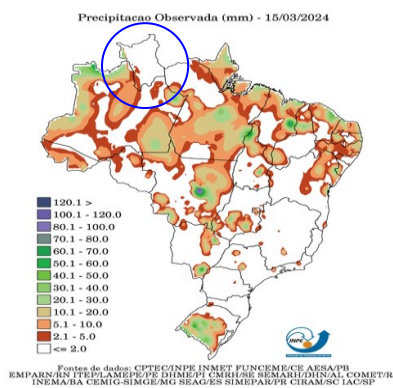 Precipitacao Observada (mm) - 15/03/2024
120.1 >
100.1 - 120.0
80.1 - 100.0
70.1 - 80.0
60.1 - 70.0
50.1 - 60.0
40.1 - 50.0
30.1 - 40.0
20.1 - 30.0
10.1 - 20.0
5.1 - 10.0
2.1 - 5.0
<= 2.0
INPE
Fontes de dados: CPTEC/INPE INMET FUNCEME/CE AESA/PB
EMPARN/RN ITEP/LAMEPE/PE DHME/PI CMRH/SE SEMARH/DHN/AL COMET/R
INEMA/BA CEMIG-SIMGE/MG SEAG/ES SIMEPAR/PR CIRAM/SC IAC/SP